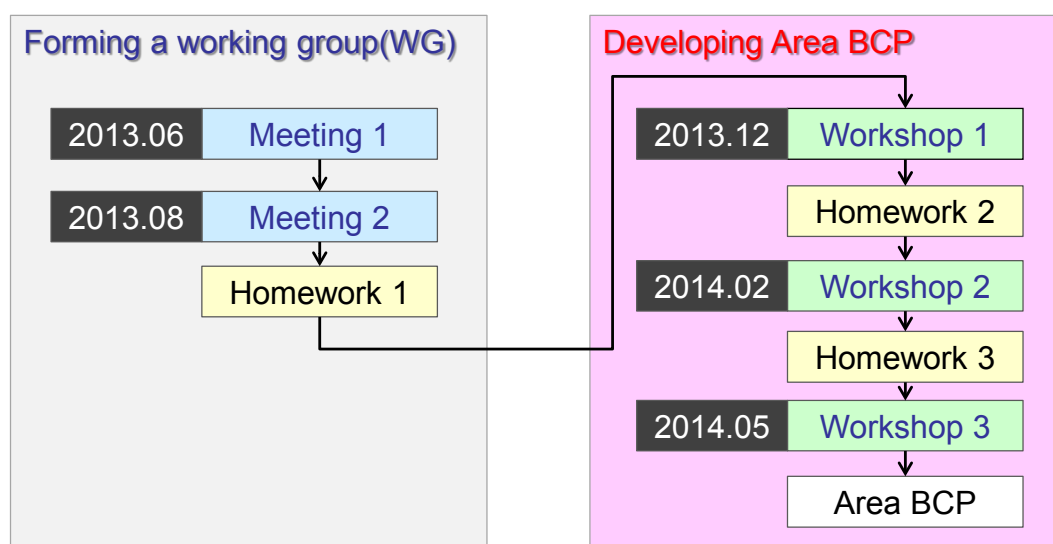 Forming a working group(WG)
2013.06 Meeting 1
2013.08 Meeting 2
Homework 1
Developing Area BCP
2013.12 Workshop 1
Homework 2
2014.02 Workshop 2
Homework 3
2014.05 Workshop 3
Area BCP